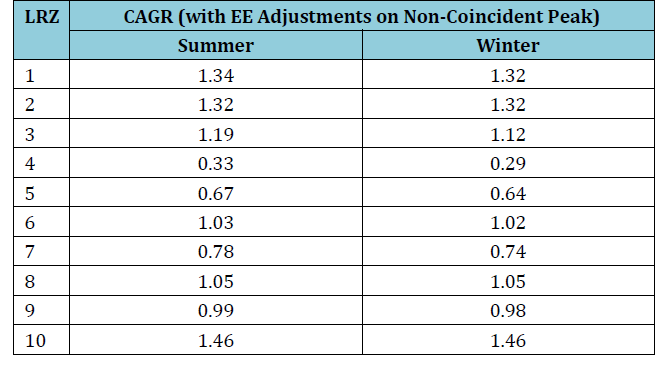 LRZ CAGR (with EE Adjustments on Non-Coincident Peak)
Summer Winter
1 1.34 1.32
2 1.32 1.32
3 1.19 1.12
4 0.33 0.29
5 0.67 0.64
6 1.03 1.02
7 0.78 0.74
8 1.05 1.05
9 0.99 0.98
10 1.46 1.46